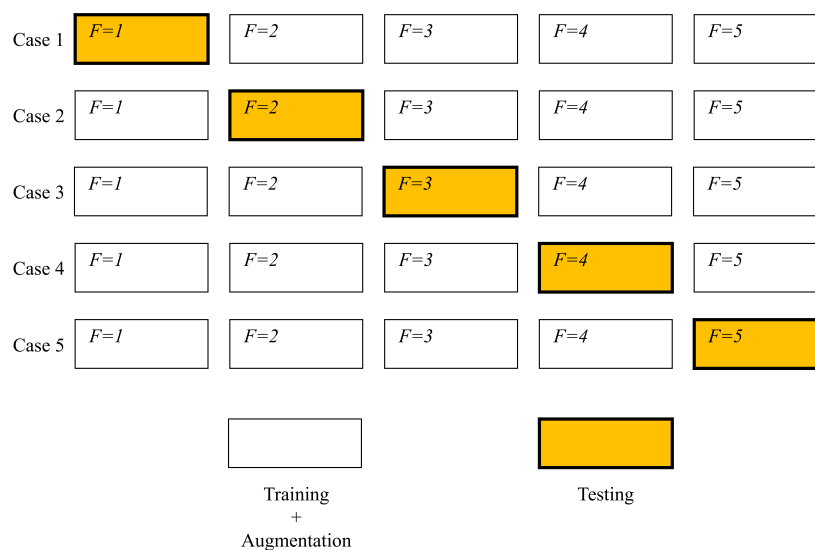 Case 1 F=1 F=2 F=3 F=4 F=5
Case 2 F=1 F=2 F=3 F=4 F=5
Case 3 F=1 F=2 F=3 F=4 F=5
Case 4 F=1 F=2 F=3 F=4 F=5
Case 5 F=1 F=2 F=3 F=4 F=5
Training Testing
+
Augmentation